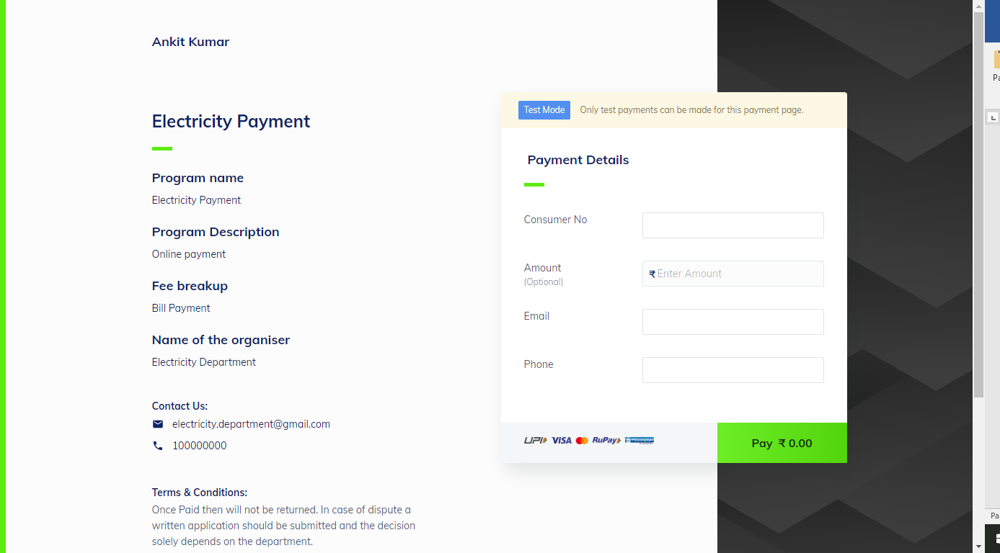 Ankit Kumar
Electricity Payment
Program name
Electricity Payment
Program Description
Online payment
Fee breakup
Bill Payment
Name of the organiser
Electricity Department
Contact Us:
electricity.department@gmail.com
100000000
Terms & Conditions:
Once Paid then will not be returned. In case of dispute a
written application should be submitted and the decision
solely depends on the department.
Test Mode Only test payments can be made for this payment page.
Payment Details
Consumer No
Amount
(Optional)
₹ Enter Amount
Email
Phone
UPI VISA RuPay
Pay ₹ 0.00
Pa
Pa